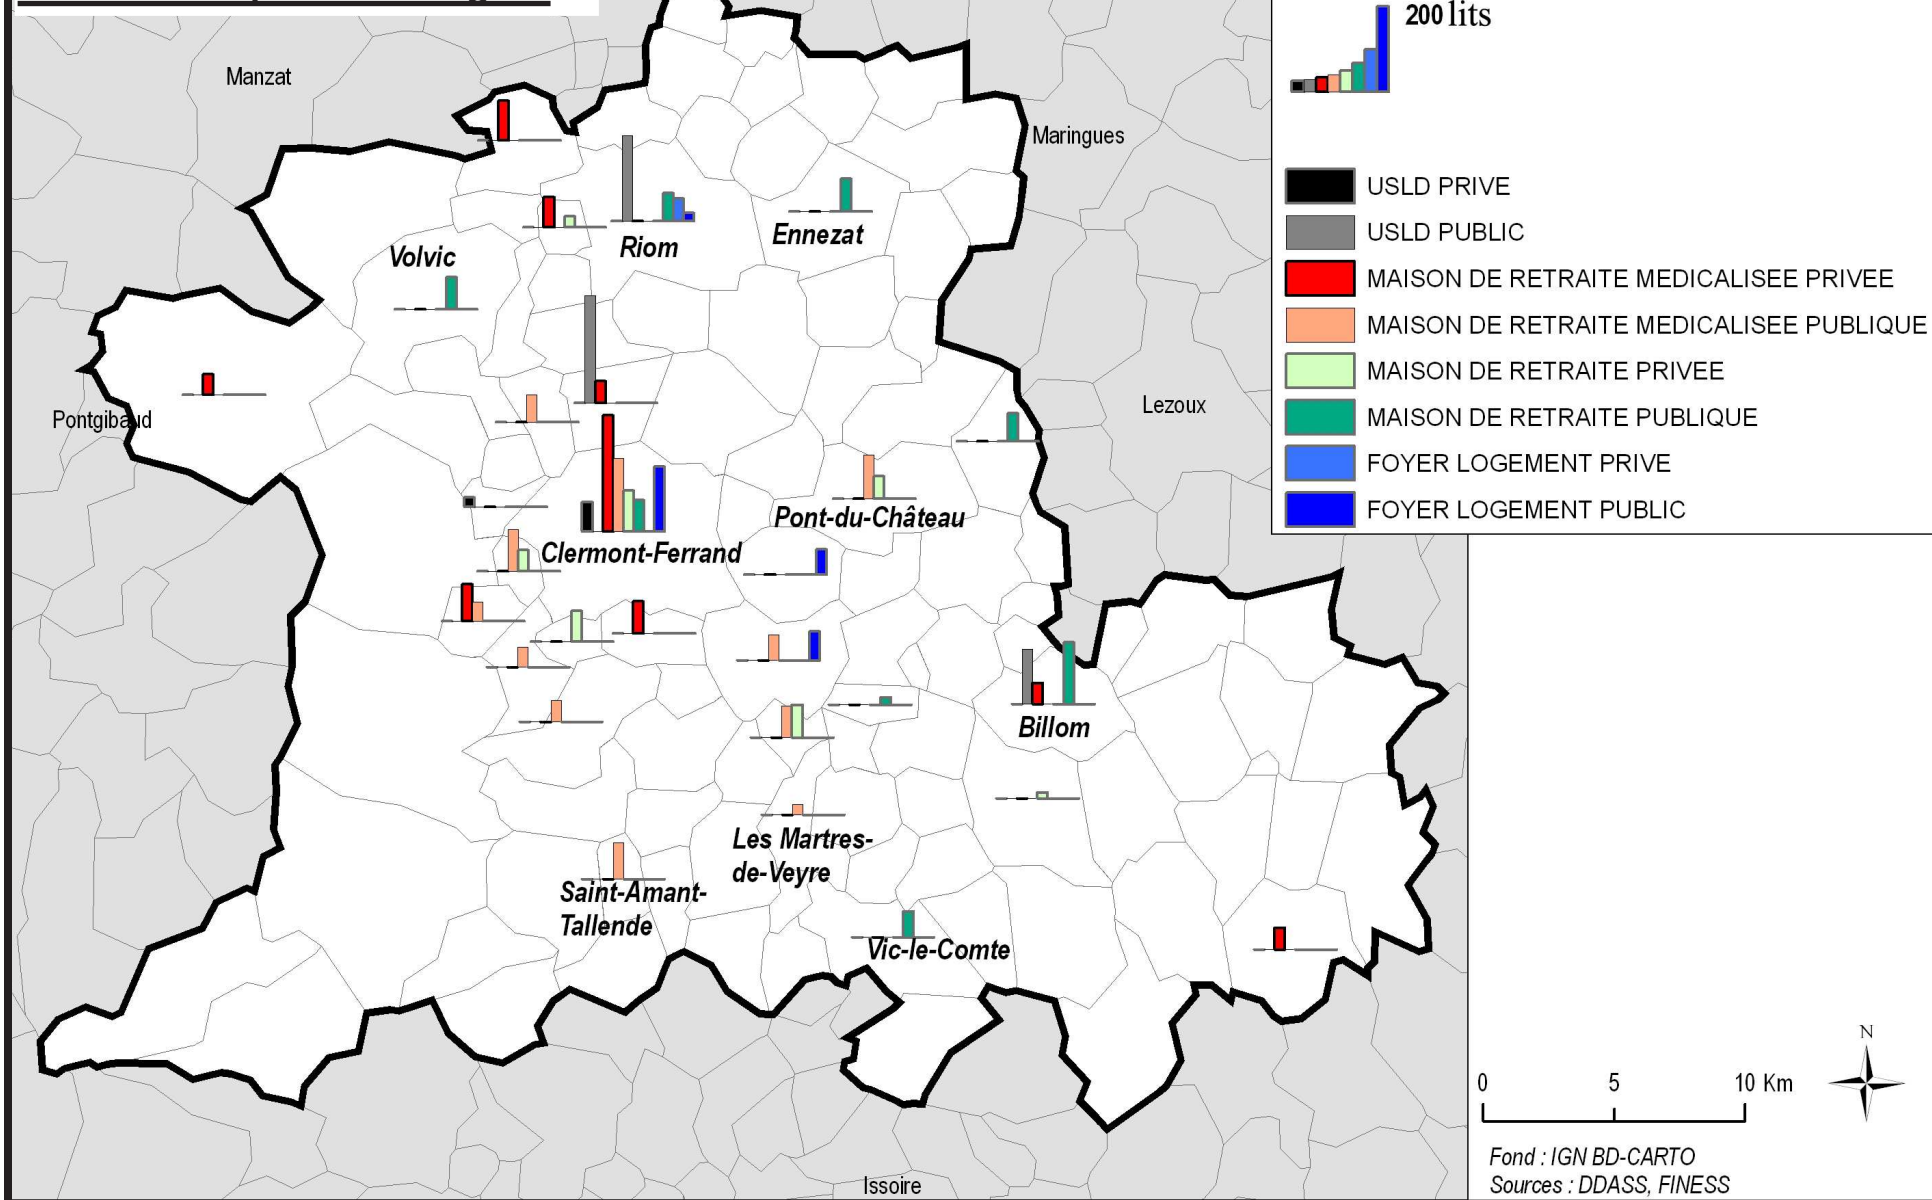 200 lits
Manzat
Maringues
USLD PRIVE
USLD PUBLIC
MAISON DE RETRAITE MEDICALISEE PRIVEE
MAISON DE RETRAITE MEDICALISEE PUBLIQUE
MAISON DE RETRAITE PRIVEE
MAISON DE RETRAITE PUBLIQUE
FOYER LOGEMENT PRIVE
FOYER LOGEMENT PUBLIC
Riom
Ennezat
Volvic
Pontgibaud
Lezoux
Pont-du-Château
Clermont-Ferrand
Billom
Les Martres-
de-Veyre
Saint-Amant-
Tallende
Vic-le-Comte
Issoire
N
0 5 10 Km
Fond : IGN BD-CARTO
Sources : DDASS, FINESS